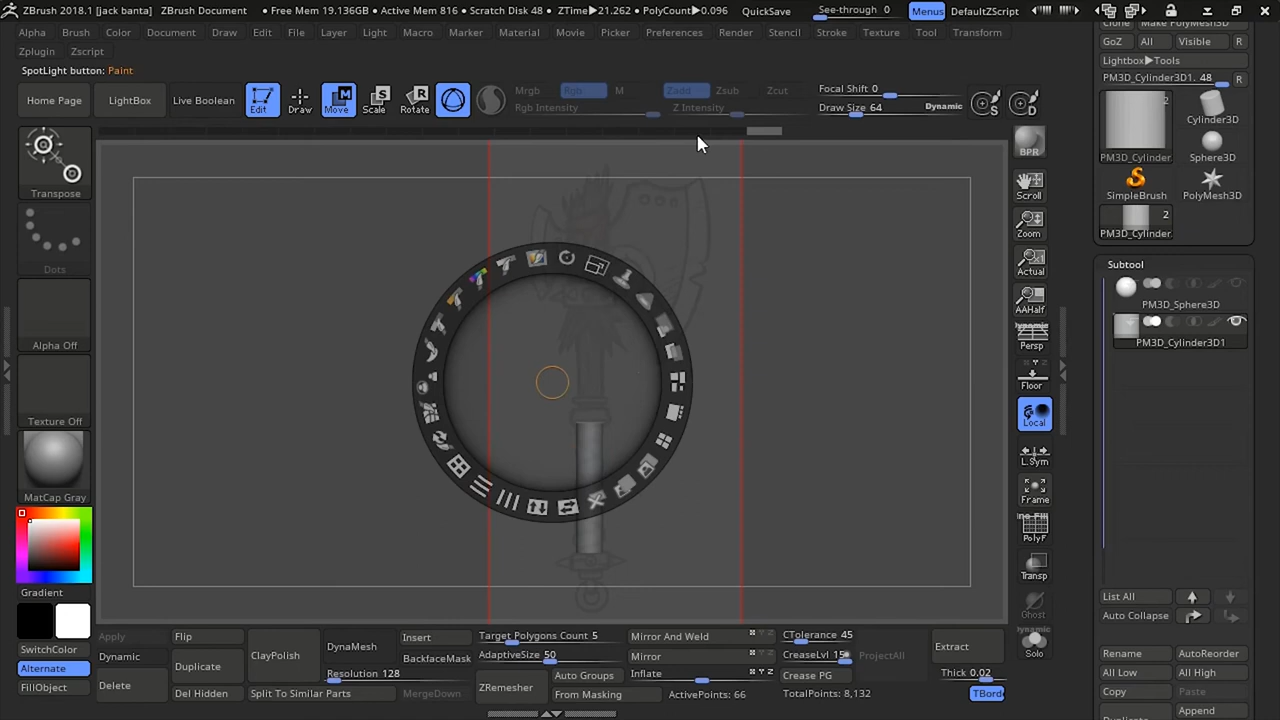 ZBrush 2018.1 [jack banta] ZBrush Document • Free Mem 19.136GB • Active Mem 816 • Scratch Disk 48 • ZTime▶21.262 • PolyCount▶0.096 QuickSave See-through 0 Menus DefaultZScript
Alpha Brush Color Document Draw Edit File Layer Light Macro Marker Material Movie Picker Preferences Render Stencil Stroke Texture Tool Transform
Zplugin Zscript
SpotLight button: Paint
Home Page LightBox Live Boolean Edit Draw Move Scale Rotate
Mrgb Rgb M Zadd Zsub Zcut
Rgb Intensity Z Intensity
Focal Shift 0
Draw Size 64 Dynamic
S D
Clone Make PolyMesh3D
GoZ All Visible R
Lightbox▶Tools
PM3D_Cylinder3D1. 48 R
2
PM3D_Cylinder
Cylinder3D
Sphere3D
SimpleBrush
PolyMesh3D
2
PM3D_Cylinder
Subtool
PM3D_Sphere3D
PM3D_Cylinder3D1
List All
Auto Collapse
Rename AutoReorder
All Low All High
Copy Paste
Append
Transpose
Dots
Alpha Off
Texture Off
MatCap Gray
Gradient
SwitchColor
Alternate
FillObject
BPR
Scroll
Zoom
Actual
AAHalf
Dynamic
Persp
Floor
Local
L.Sym
Frame
PolyF
Transp
Ghost
Dynamic
Solo
Apply
Dynamic
Delete
Flip
Duplicate
Del Hidden
ClayPolish
Split To Similar Parts
DynaMesh
Resolution 128
Insert
BackfaceMask
MergeDown
Target Polygons Count 5
AdaptiveSize 50
ZRemesher
Auto Groups
From Masking
Mirror And Weld
Mirror
Inflate
ActivePoints: 66
CTolerance 45
CreaseLvl 15
Crease PG
TotalPoints: 8,132
ProjectAll
Extract
Thick 0.02
TBorde